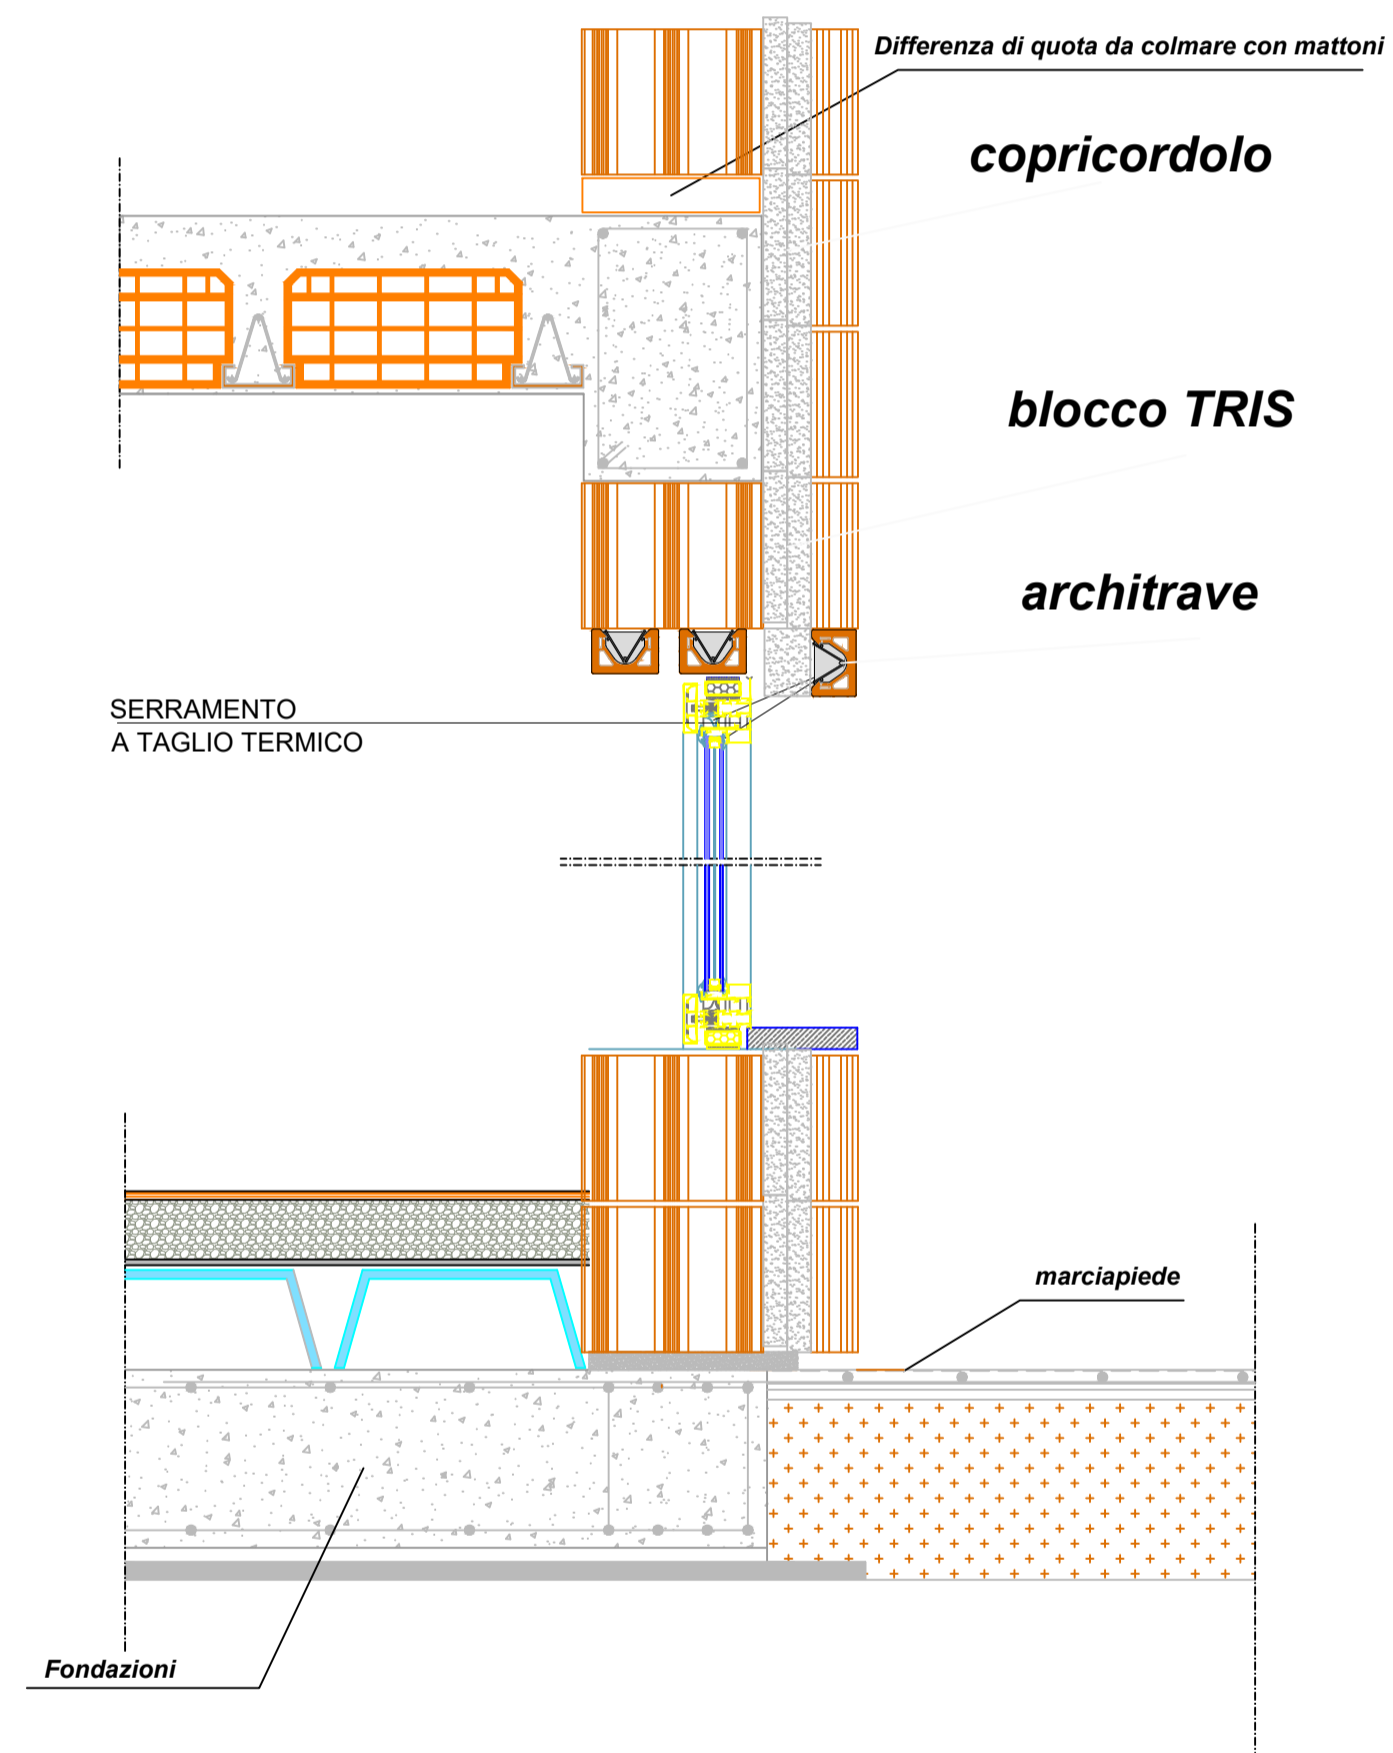 Differenza di quota da colmare con mattoni
copricordolo
blocco TRIS
architrave
SERRAMENTO
A TAGLIO TERMICO
marciapiede
Fondazioni